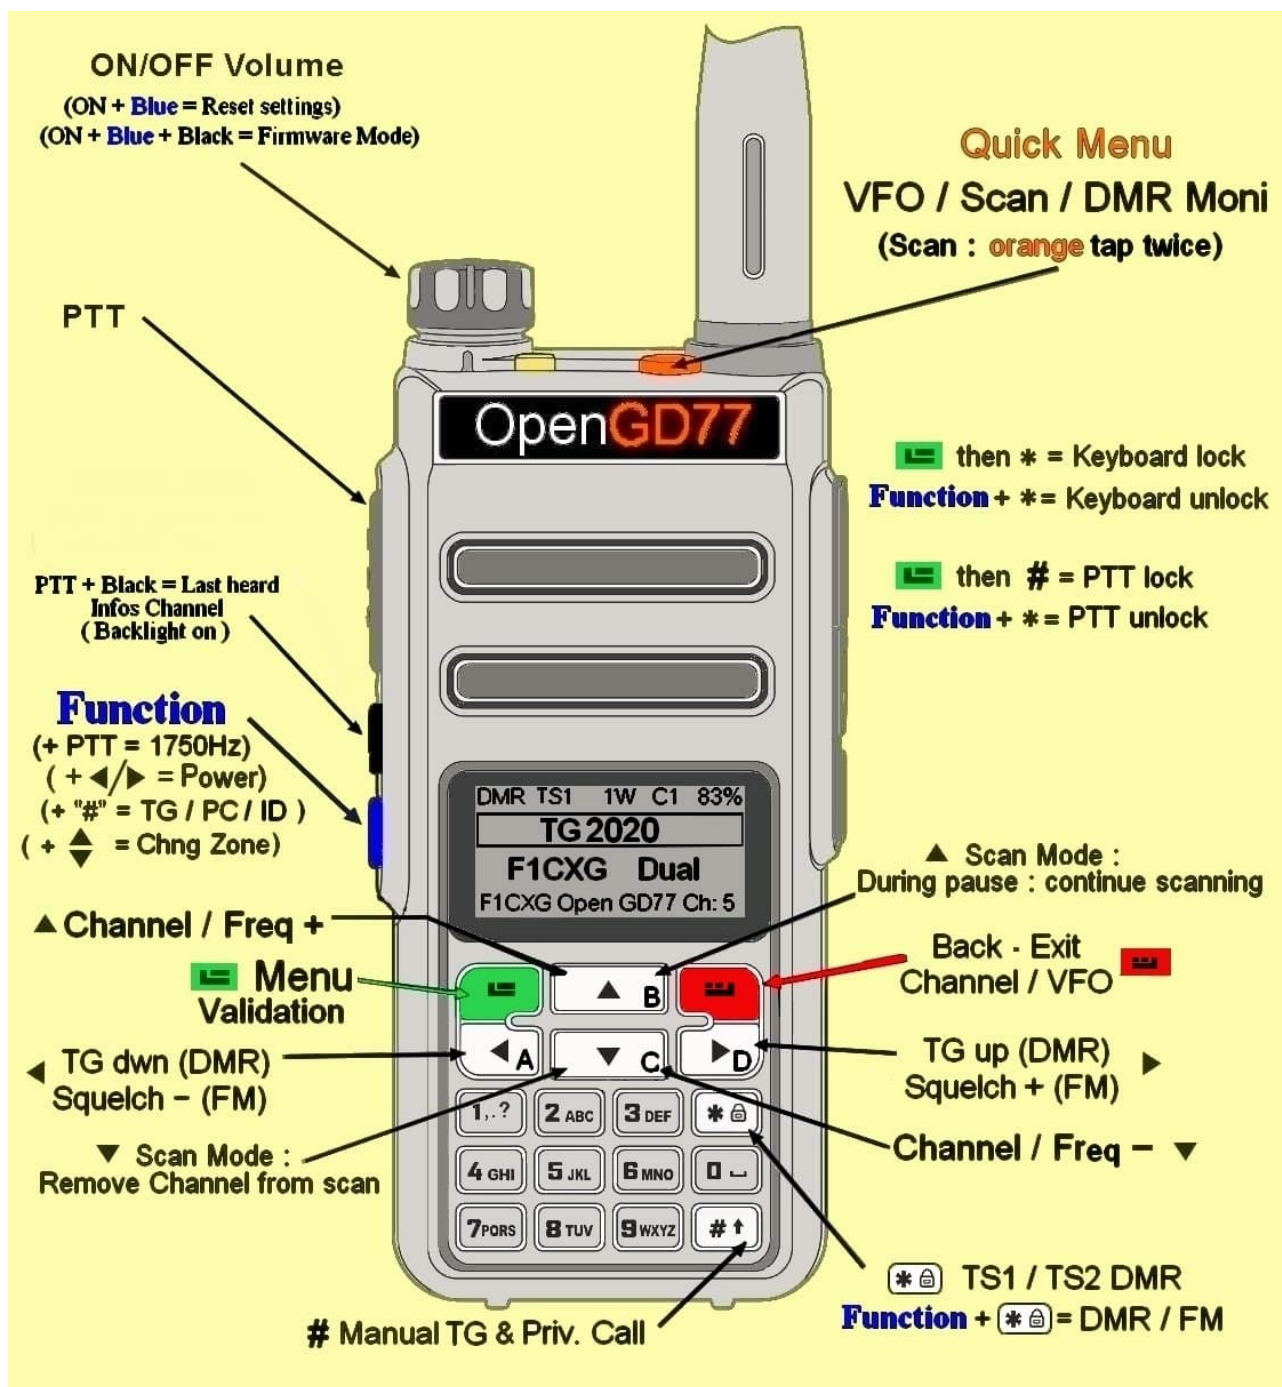 ON/OFF Volume
(ON + Blue = Reset settings)
(ON + Blue + Black = Firmware Mode)
Quick Menu
VFO / Scan / DMR Moni
(Scan : orange tap twice)
PTT
OpenGD77
then * = Keyboard lock
Function + * = Keyboard unlock
then # = PTT lock
Function + * = PTT unlock
PTT + Black = Last heard
Infos Channel
( Backlight on )
Function
(+ PTT = 1750Hz)
( + ◀/▶ = Power)
(+ "#" = TG / PC / ID )
( + ▲▼ = Chng Zone)
DMR TS1 1W C1 83%
TG 2020
F1CXG Dual
F1CXG Open GD77 Ch: 5
▲ Scan Mode :
During pause : continue scanning
▲ Channel / Freq +
Menu
Validation
Back - Exit
Channel / VFO
◀ TG dwn (DMR)
Squelch − (FM)
TG up (DMR) ▶
Squelch + (FM)
▲ B
◀ A
▼ C
▶ D
1,.? 2 ABC 3 DEF *
4 GHI 5 JKL 6 MNO 0
7 PQRS 8 TUV 9 WXYZ #
▼ Scan Mode :
Remove Channel from scan
Channel / Freq − ▼
* TS1 / TS2 DMR
Function + * = DMR / FM
# Manual TG & Priv. Call